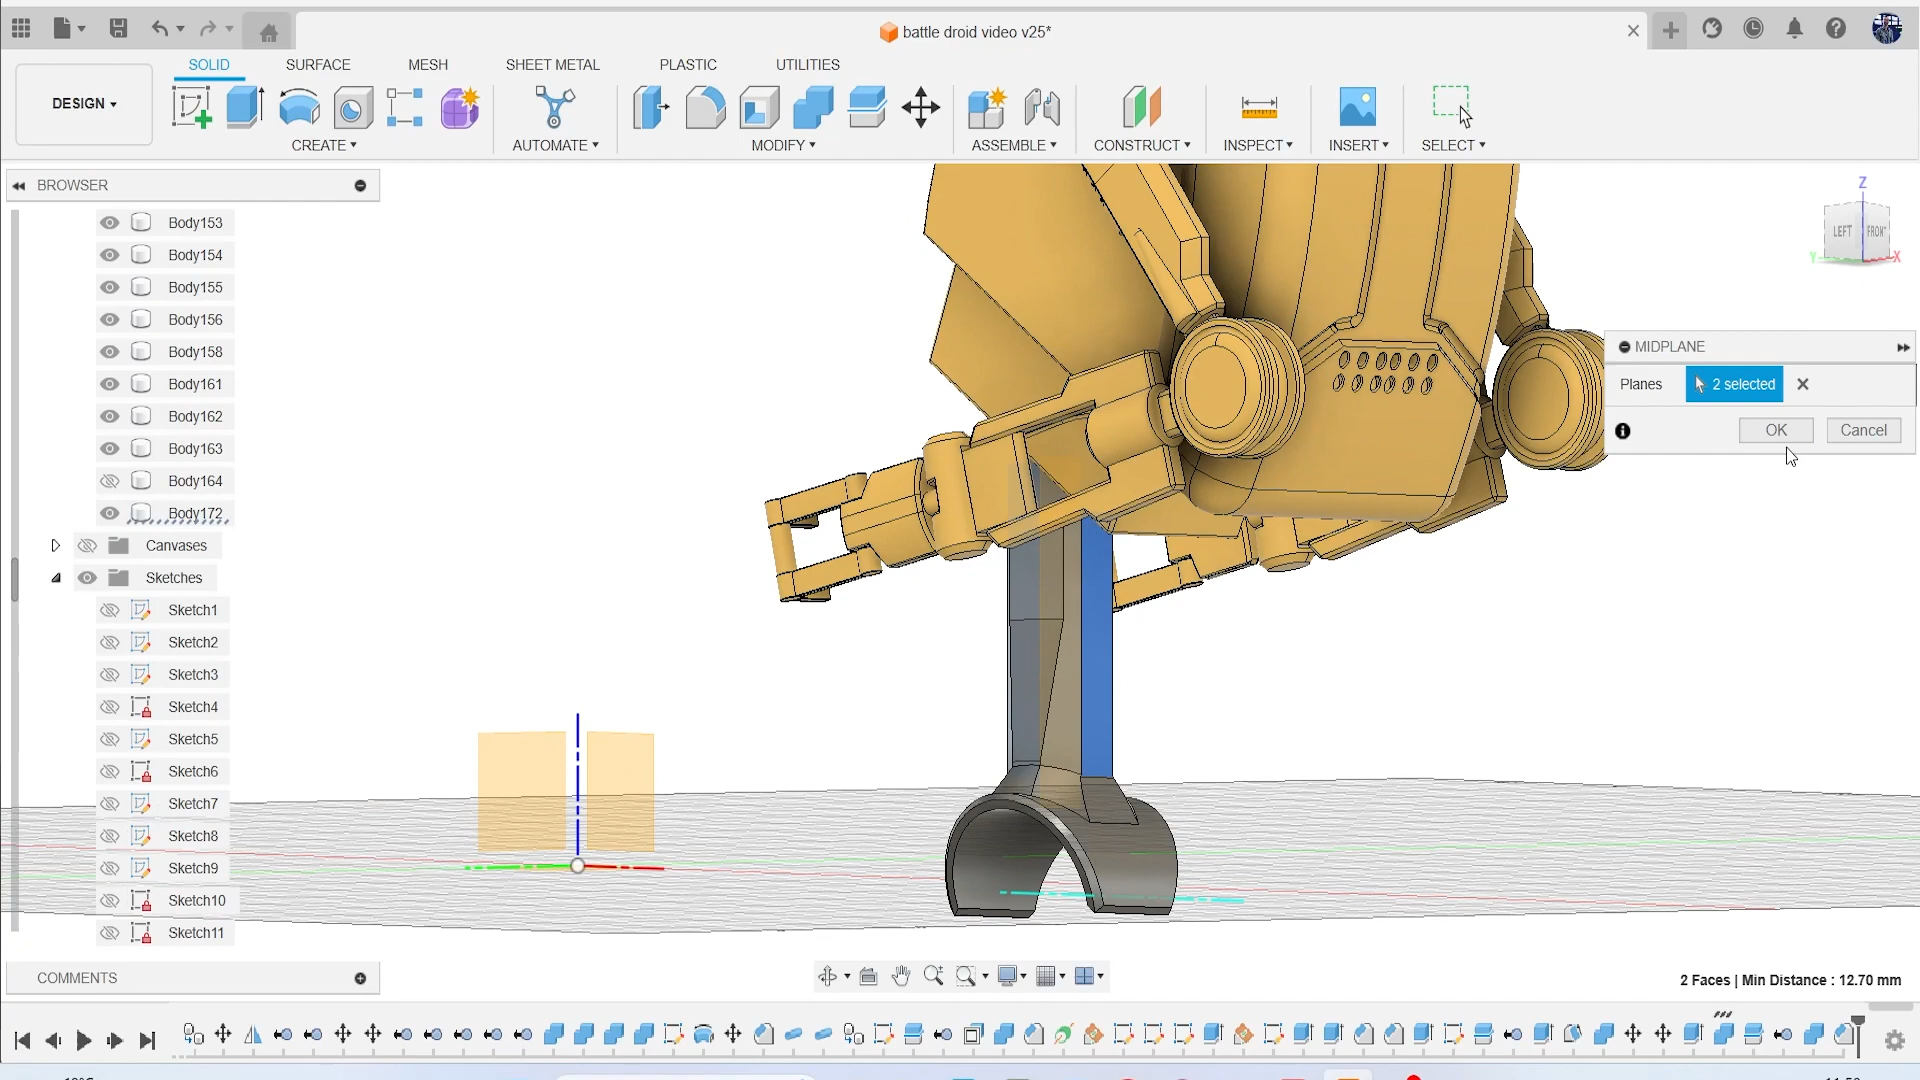 battle droid video v25*
SOLID SURFACE MESH SHEET METAL PLASTIC UTILITIES
DESIGN
CREATE AUTOMATE MODIFY ASSEMBLE CONSTRUCT INSPECT INSERT SELECT
BROWSER
Body153
Body154
Body155
Body156
Body158
Body161
Body162
Body163
Body164
Body172
Canvases
Sketches
Sketch1
Sketch2
Sketch3
Sketch4
Sketch5
Sketch6
Sketch7
Sketch8
Sketch9
Sketch10
Sketch11
Z
LEFT FRONT
Y X
MIDPLANE
Planes 2 selected
OK Cancel
COMMENTS
2 Faces | Min Distance : 12.70 mm